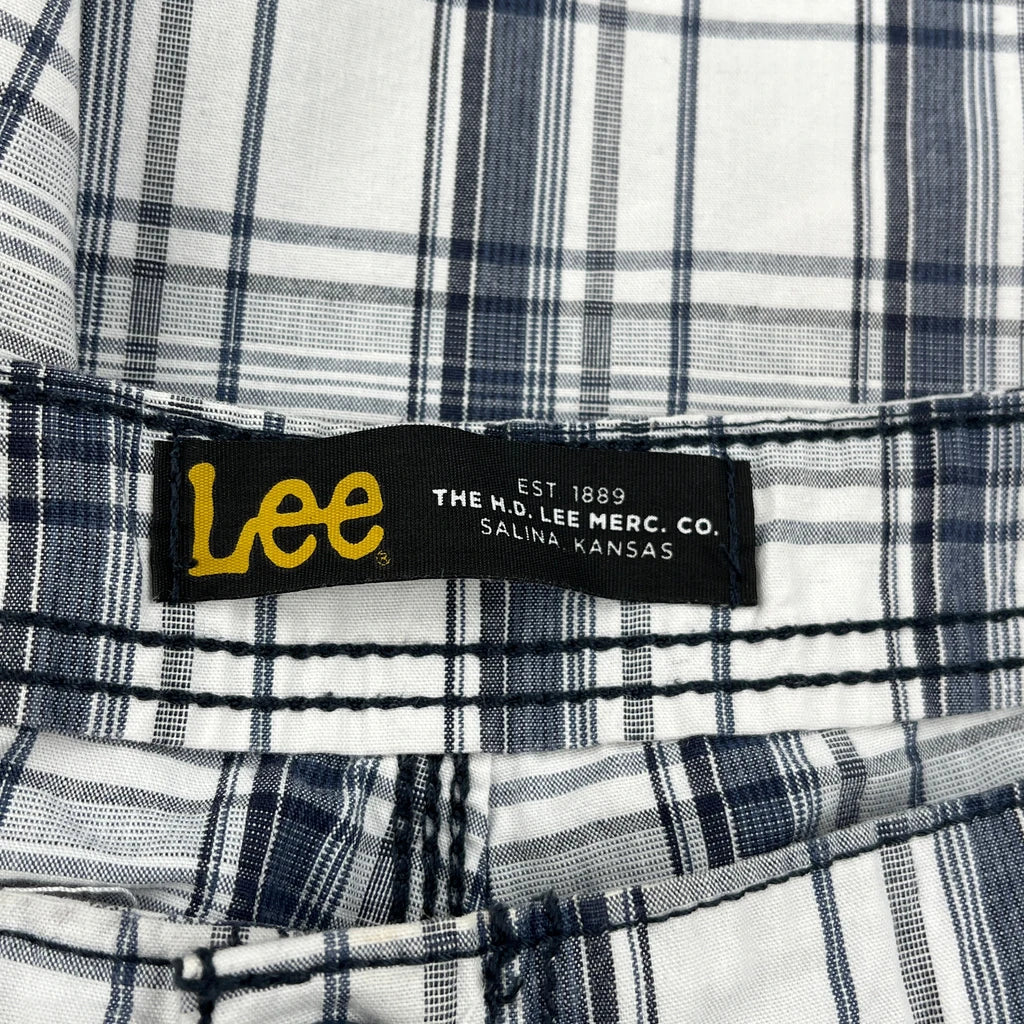 Lee®
EST 1889
THE H.D. LEE MERC. CO.
SALINA, KANSAS